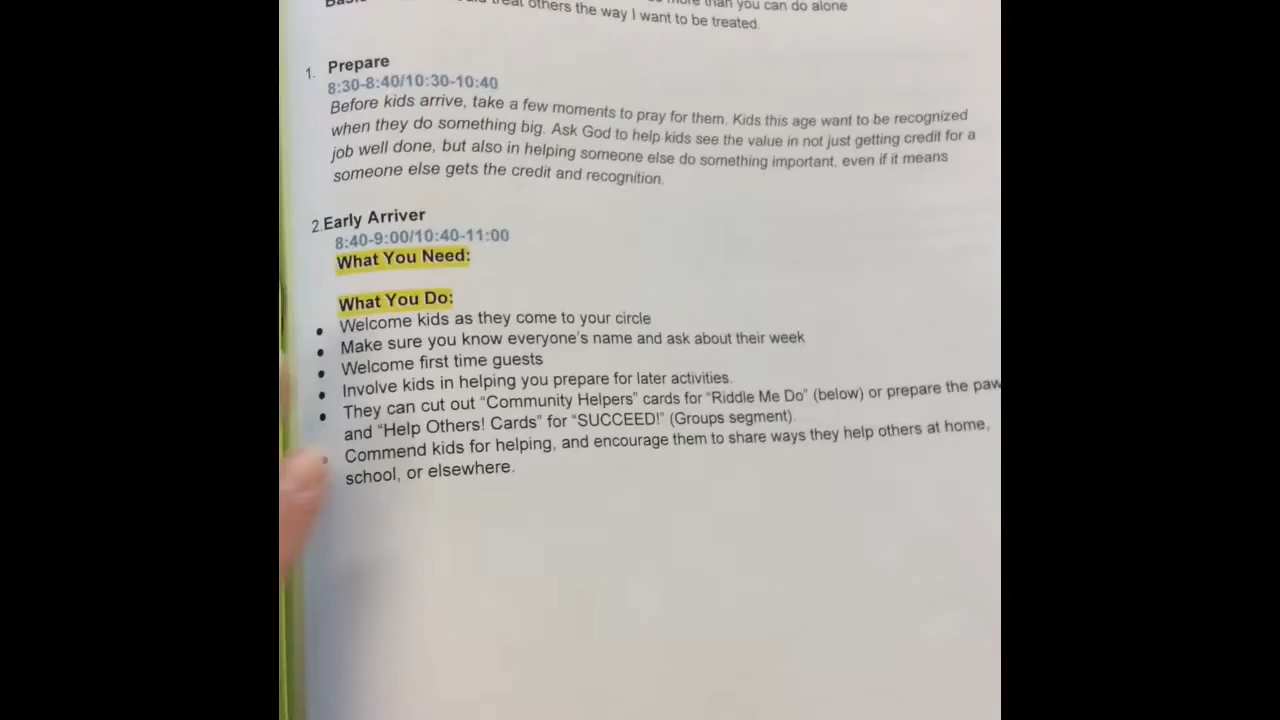 more than you can do alone
treat others the way I want to be treated.
1. Prepare
8:30-8:40/10:30-10:40
Before kids arrive, take a few moments to pray for them. Kids this age want to be recognized
when they do something big. Ask God to help kids see the value in not just getting credit for a
job well done, but also in helping someone else do something important, even if it means
someone else gets the credit and recognition.
2. Early Arriver
8:40-9:00/10:40-11:00
What You Need:
What You Do:
• Welcome kids as they come to your circle
• Make sure you know everyone's name and ask about their week
• Welcome first time guests
• Involve kids in helping you prepare for later activities.
• They can cut out “Community Helpers” cards for “Riddle Me Do” (below) or prepare the paw
and “Help Others! Cards” for “SUCCEED!” (Groups segment).
• Commend kids for helping, and encourage them to share ways they help others at home,
school, or elsewhere.